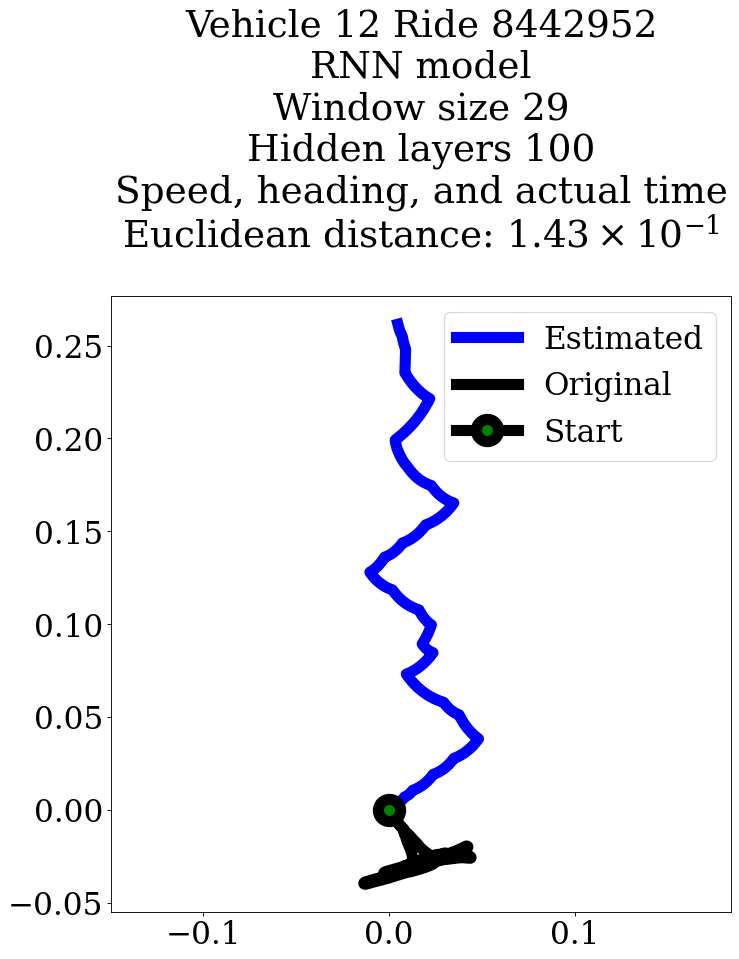 Vehicle 12 Ride 8442952
RNN model
Window size 29
Hidden layers 100
Speed, heading, and actual time
Euclidean distance: 1.43 × 10⁻¹
Estimated
Original
Start
0.25
0.20
0.15
0.10
0.05
0.00
−0.05
−0.1
0.0
0.1